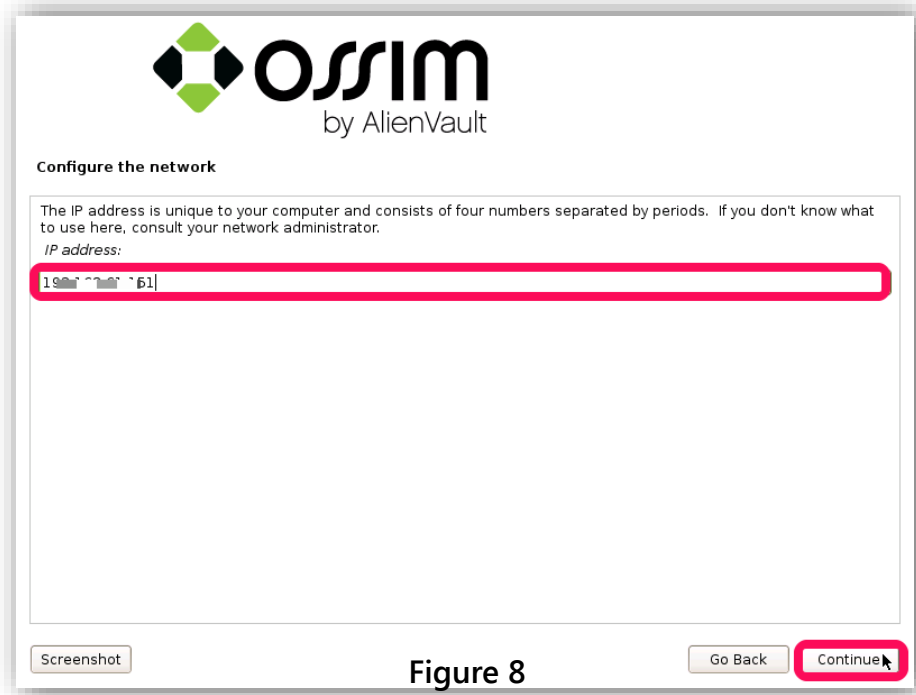 OSSIM
by AlienVault
Configure the network
The IP address is unique to your computer and consists of four numbers separated by periods. If you don't know what
to use here, consult your network administrator.
IP address:
Screenshot
Figure 8
Go Back
Continue